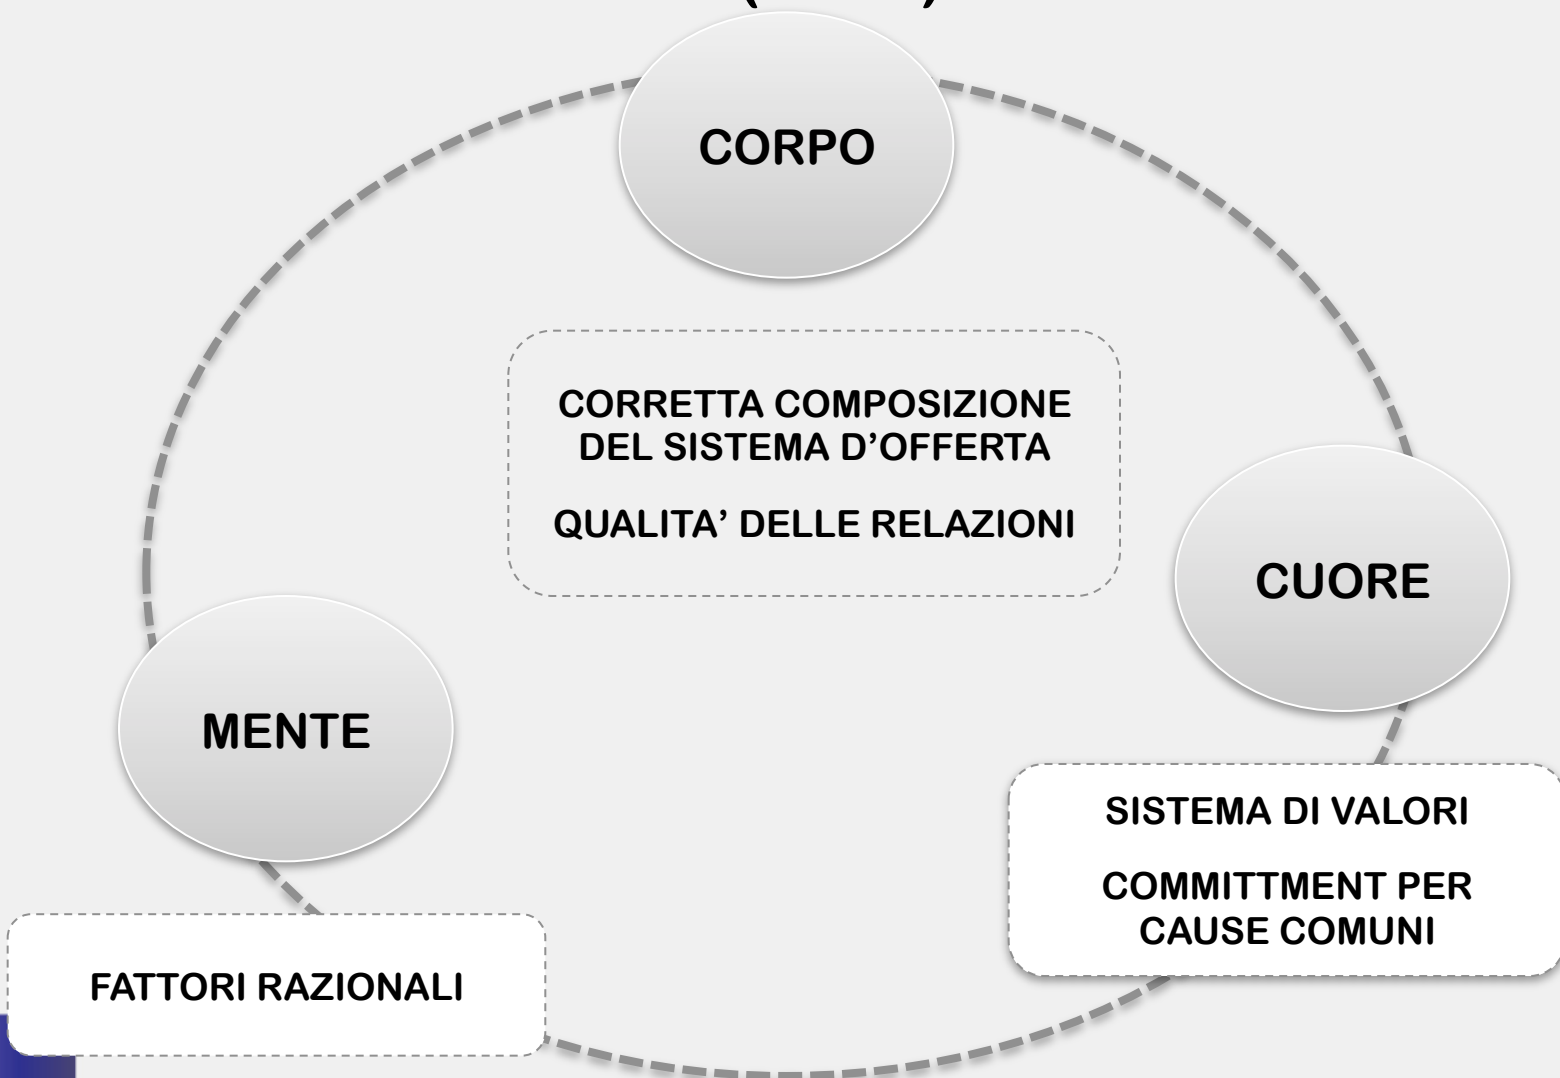 CORPO
CORRETTA COMPOSIZIONE
DEL SISTEMA D’OFFERTA
QUALITA’ DELLE RELAZIONI
CUORE
MENTE
SISTEMA DI VALORI
COMMITTMENT PER
CAUSE COMUNI
FATTORI RAZIONALI